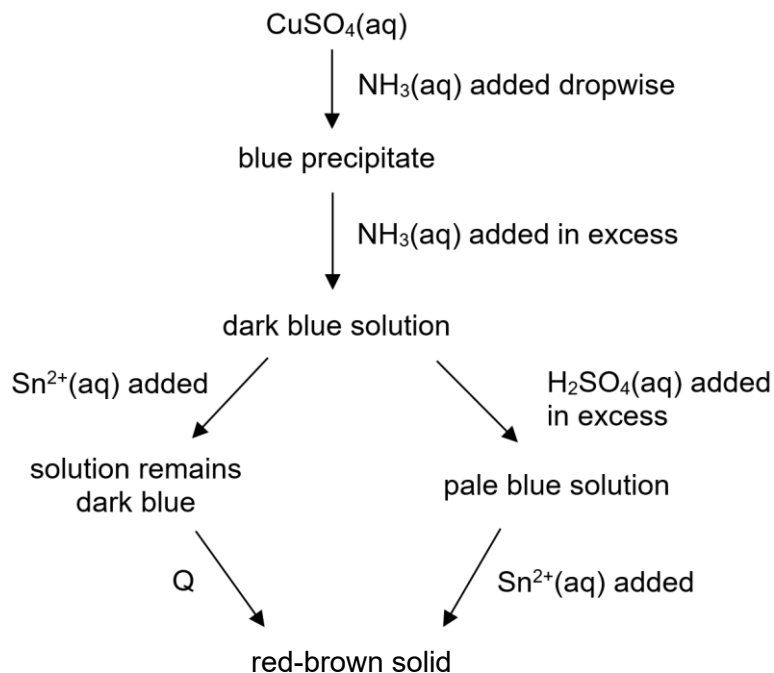 CuSO₄(aq)
NH₃(aq) added dropwise
blue precipitate
NH₃(aq) added in excess
dark blue solution
Sn²⁺(aq) added
H₂SO₄(aq) added
in excess
solution remains
dark blue
pale blue solution
Q
Sn²⁺(aq) added
red-brown solid